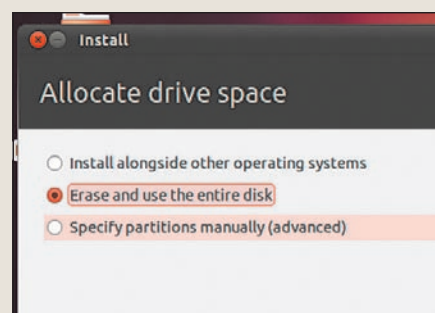 Install
Allocate drive space
Install alongside other operating systems
Erase and use the entire disk
Specify partitions manually (advanced)